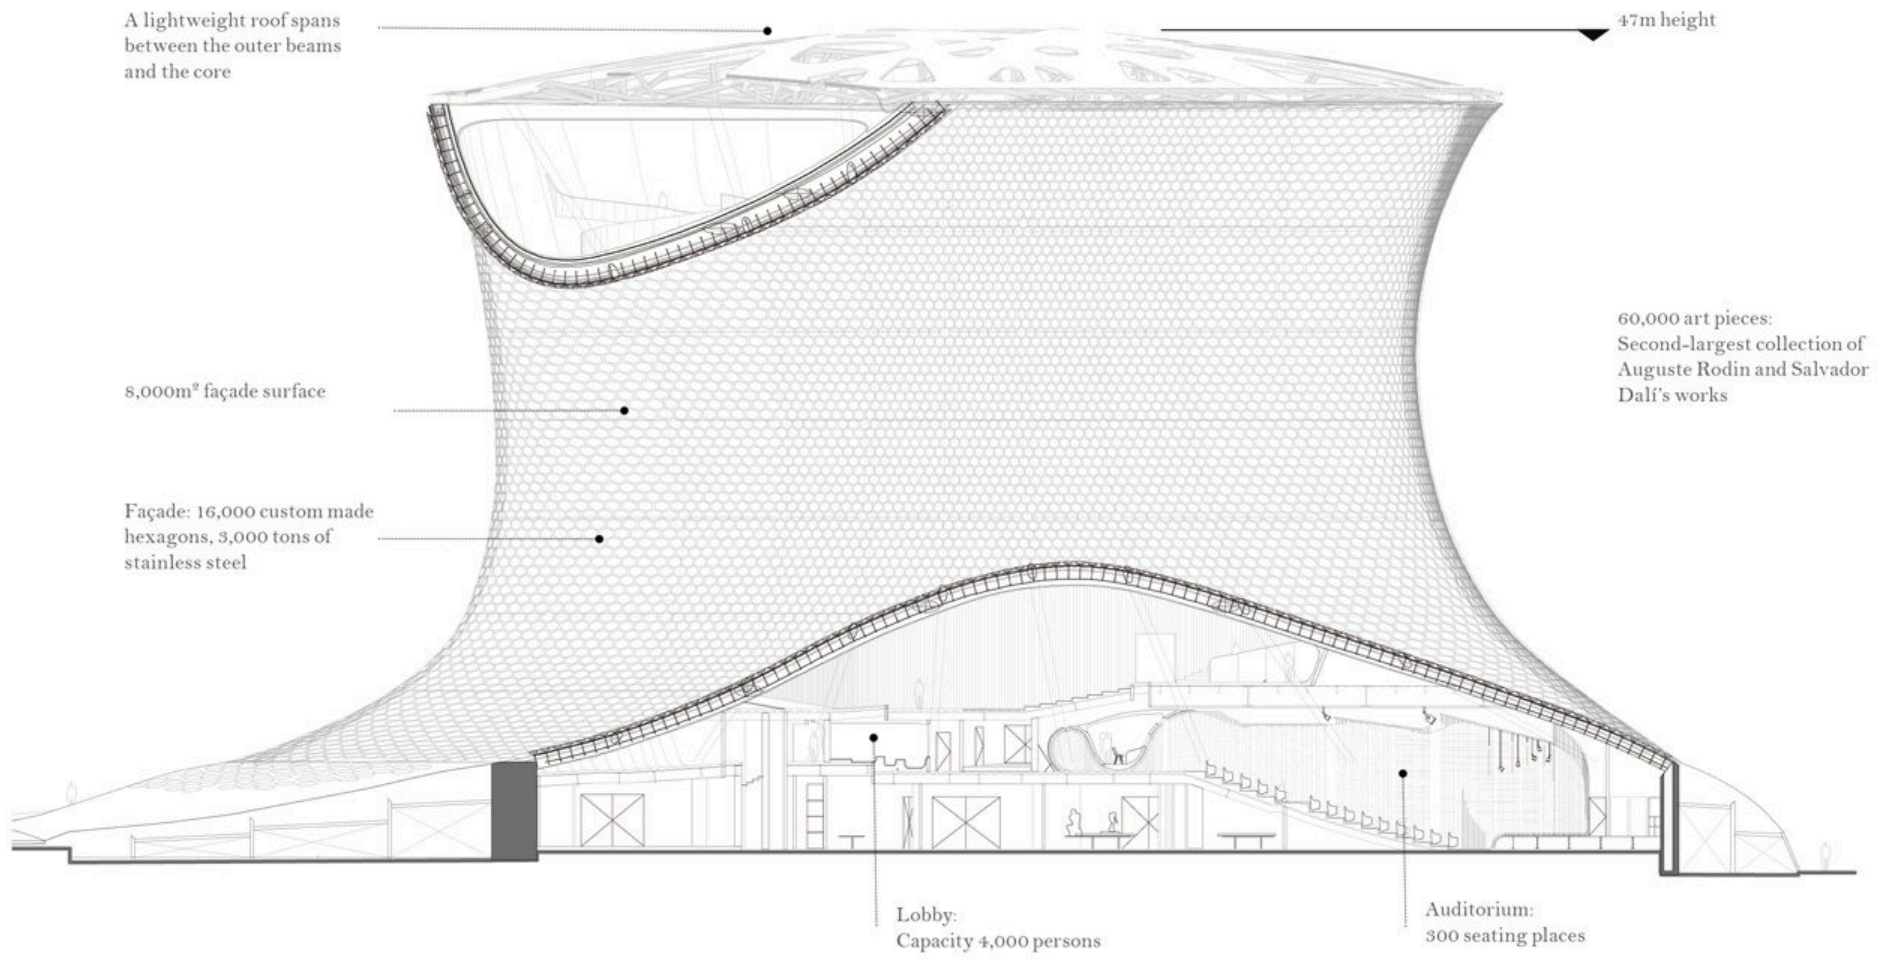 A lightweight roof spans
between the outer beams
and the core
47m height
60,000 art pieces:
Second-largest collection of
Auguste Rodin and Salvador
Dalí's works
8,000m² façade surface
Façade: 16,000 custom made
hexagons, 3,000 tons of
stainless steel
Lobby:
Capacity 4,000 persons
Auditorium:
300 seating places